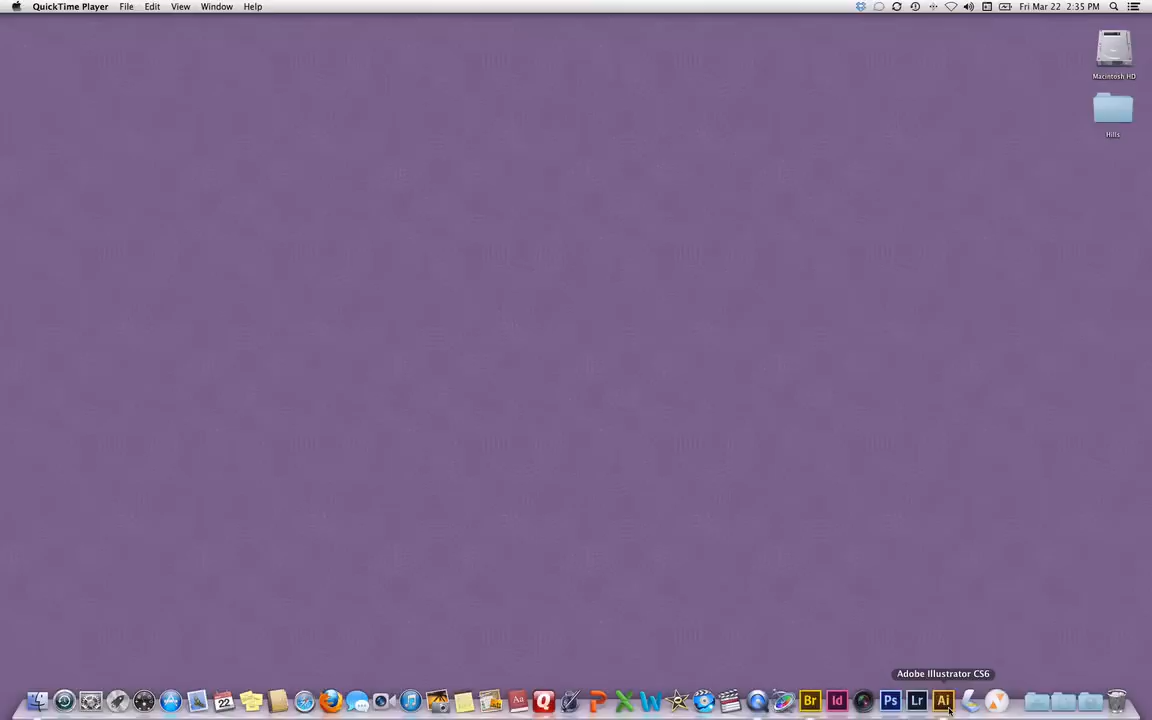 QuickTime Player File Edit View Window Help Fri Mar 22 2:35 PM
Macintosh HD
Hills
Adobe Illustrator CS6
22 Aa Q P X W Br Id Ps Lr Ai